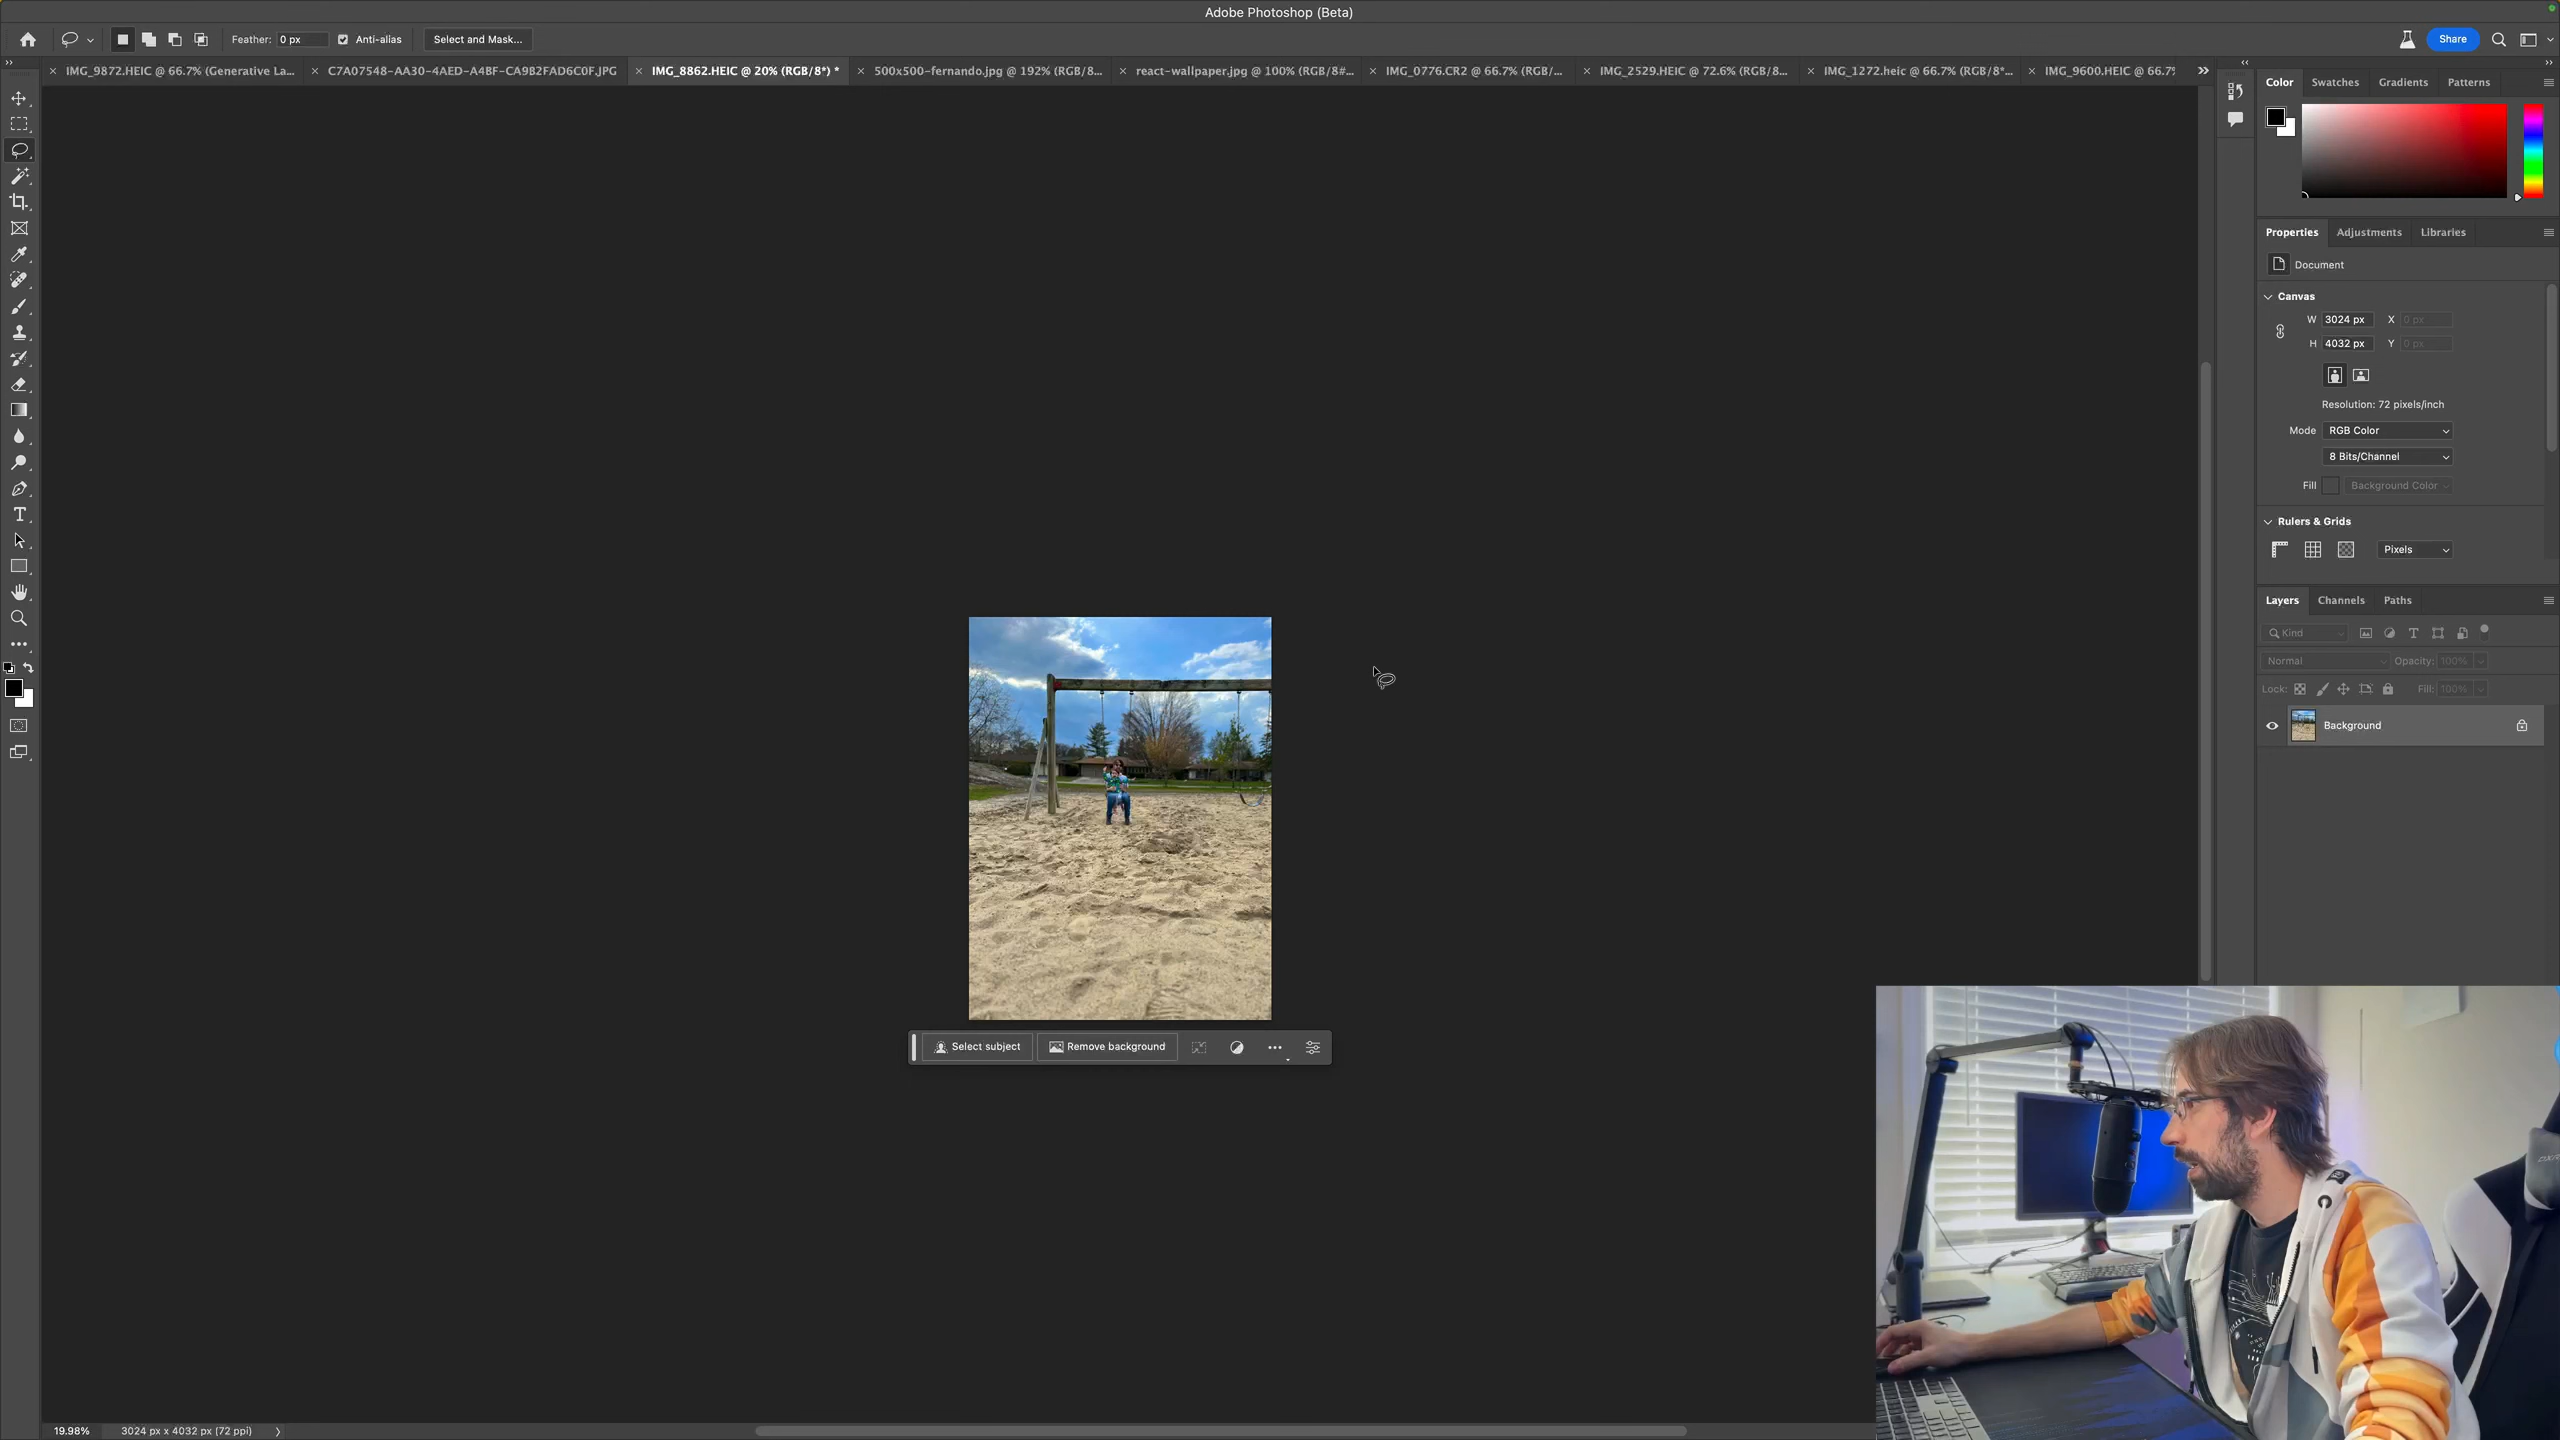 Adobe Photoshop (Beta)
Feather: 0 px Anti-alias Select and Mask... Share
IMG_9872.HEIC @ 66.7% (Generative La... C7A07548-AA30-4AED-A4BF-CA9B2FAD6C0F.JPG IMG_8862.HEIC @ 20% (RGB/8*) * 500x500-fernando.jpg @ 192% (RGB/8... react-wallpaper.jpg @ 100% (RGB/8#... IMG_0776.CR2 @ 66.7% (RGB/... IMG_2529.HEIC @ 72.6% (RGB/8... IMG_1272.heic @ 66.7% (RGB/8*... IMG_9600.HEIC @ 66.7%
Color Swatches Gradients Patterns
Properties Adjustments Libraries
Document
Canvas
W 3024 px X 0 px
H 4032 px Y 0 px
Resolution: 72 pixels/inch
Mode RGB Color
8 Bits/Channel
Fill Background Color
Rulers & Grids
Pixels
Layers Channels Paths
Kind
Normal Opacity: 100%
Lock: Fill: 100%
Background
Select subject Remove background
19.98% 3024 px x 4032 px (72 ppi)